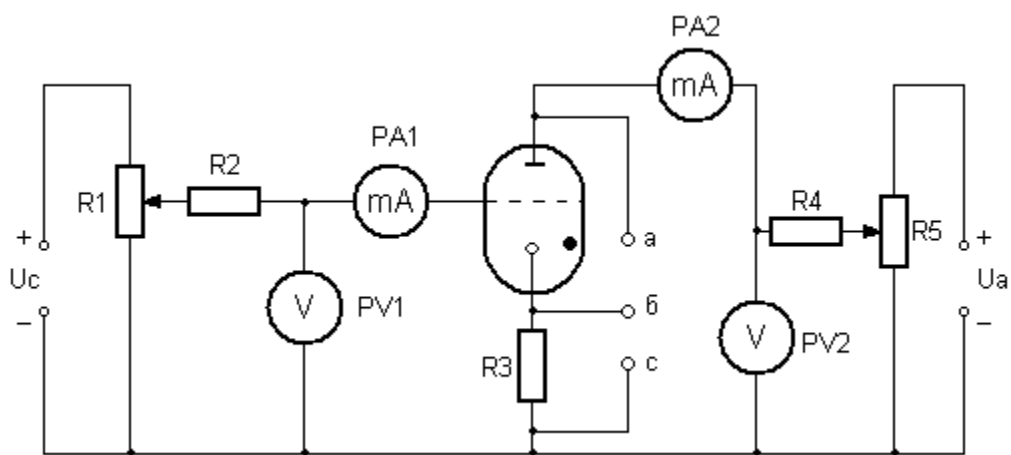 PA2
mA
PA1
R2
R1
mA
R4
R5
+
Uc
–
а
+
Ua
–
V
PV1
б
R3
с
V
PV2